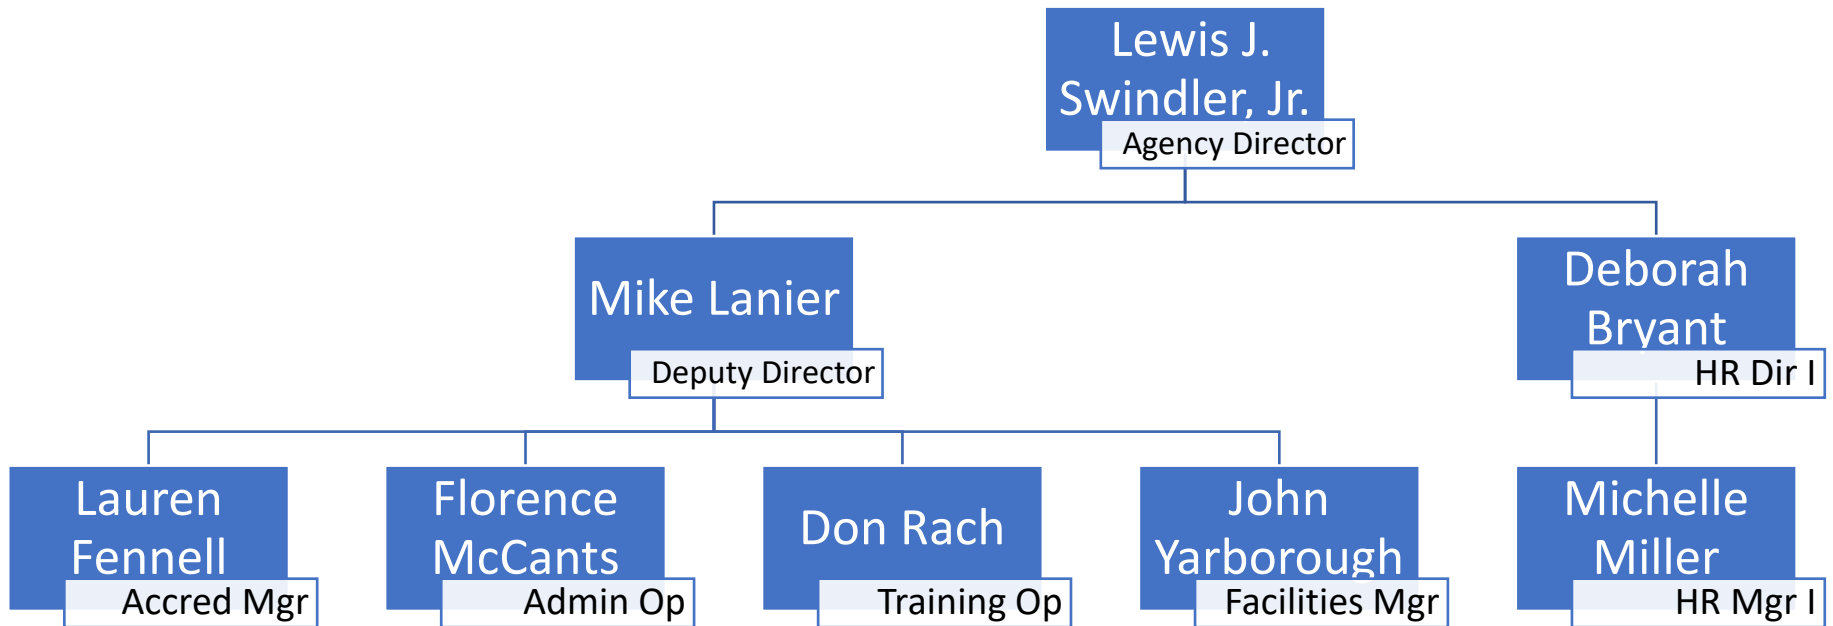 Lewis J.
Swindler, Jr.
Agency Director
Mike Lanier
Deputy Director
Deborah
Bryant
HR Dir I
Lauren
Fennell
Accred Mgr
Florence
McCants
Admin Op
Don Rach
Training Op
John
Yarborough
Facilities Mgr
Michelle
Miller
HR Mgr I